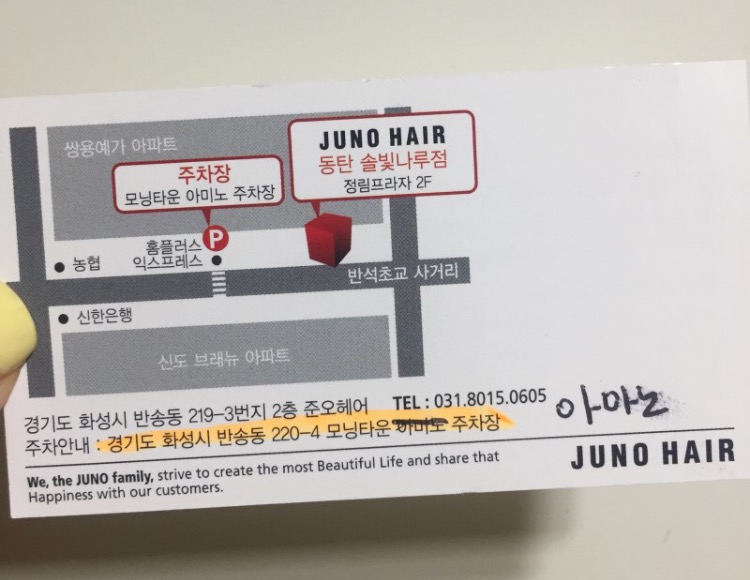 쌍용예가 아파트
JUNO HAIR
동탄 솔빛나루점
정림프라자 2F
주차장
모닝타운 아미노 주차장
P
홈플러스
익스프레스
농협
반석초교 사거리
신한은행
신도 브래뉴 아파트
경기도 화성시 반송동 219-3번지 2층 준오헤어 TEL : 031.8015.0605
아마노
주차안내 : 경기도 화성시 반송동 220-4 모닝타운 아미노 주차장
We, the JUNO family, strive to create the most Beautiful Life and share that
Happiness with our customers.
JUNO HAIR